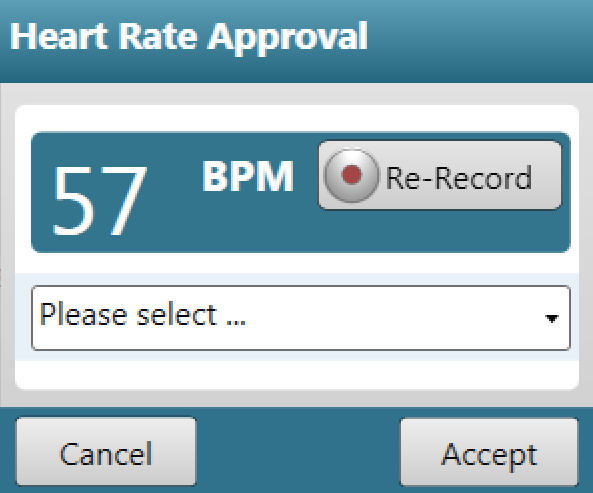 Heart Rate Approval
57 BPM Re-Record
Please select ...
Cancel Accept